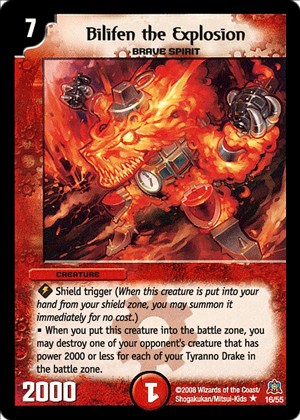 7
Bilifen the Explosion
BRAVE SPIRIT
CREATURE
Shield trigger (When this creature is put into your
hand from your shield zone, you may summon it
immediately for no cost.)
▪ When you put this creature into the battle zone, you
may destroy one of your opponent's creature that has
power 2000 or less for each of your Tyranno Drake in
the battle zone.
2000
1
©2008 Wizards of the Coast/
Shogakukan/Mitsui-Kids ★ 16/55